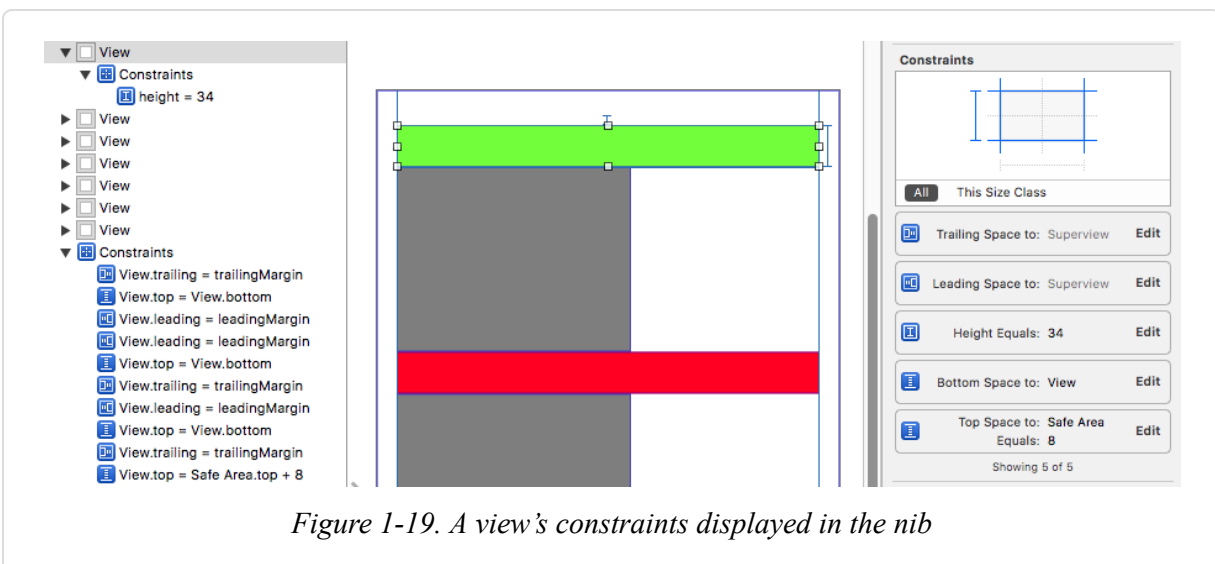 View
Constraints
height = 34
View
View
View
View
View
View
Constraints
View.trailing = trailingMargin
View.top = View.bottom
View.leading = leadingMargin
View.leading = leadingMargin
View.top = View.bottom
View.trailing = trailingMargin
View.leading = leadingMargin
View.top = View.bottom
View.trailing = trailingMargin
View.top = Safe Area.top + 8
Constraints
All This Size Class
Trailing Space to: Superview Edit
Leading Space to: Superview Edit
Height Equals: 34 Edit
Bottom Space to: View Edit
Top Space to: Safe Area
Equals: 8 Edit
Showing 5 of 5
Figure 1-19. A view’s constraints displayed in the nib